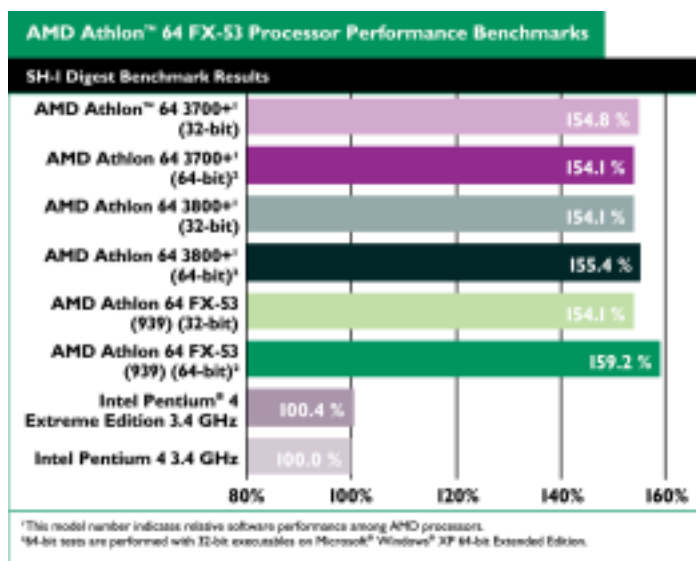 AMD Athlon™ 64 FX-53 Processor Performance Benchmarks
SH-I Digest Benchmark Results
AMD Athlon™ 64 3700+¹
(32-bit)
154.8 %
AMD Athlon 64 3700+¹
(64-bit)²
154.1 %
AMD Athlon 64 3800+¹
(32-bit)
154.1 %
AMD Athlon 64 3800+¹
(64-bit)²
155.4 %
AMD Athlon 64 FX-53
(939) (32-bit)
154.1 %
AMD Athlon 64 FX-53
(939) (64-bit)²
159.2 %
Intel Pentium® 4
Extreme Edition 3.4 GHz
100.4 %
Intel Pentium 4 3.4 GHz
100.0 %
80% 100% 120% 140% 160%
¹This model number indicates relative software performance among AMD processors.
²64-bit tests are performed with 32-bit executables on Microsoft® Windows® XP 64-bit Extended Edition.